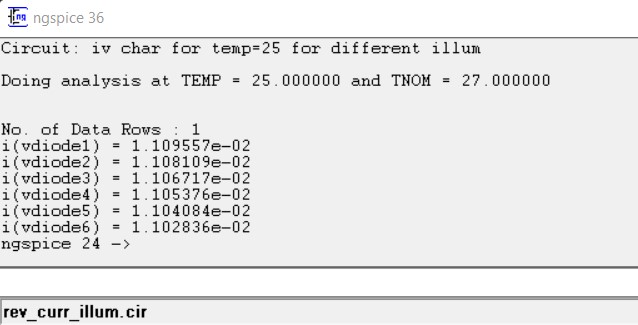 ngspice 36
Circuit: iv char for temp=25 for different illum
Doing analysis at TEMP = 25.000000 and TNOM = 27.000000
No. of Data Rows : 1
i(vdiode1) = 1.109557e-02
i(vdiode2) = 1.108109e-02
i(vdiode3) = 1.106717e-02
i(vdiode4) = 1.105376e-02
i(vdiode5) = 1.104084e-02
i(vdiode6) = 1.102836e-02
ngspice 24 ->
rev_curr_illum.cir